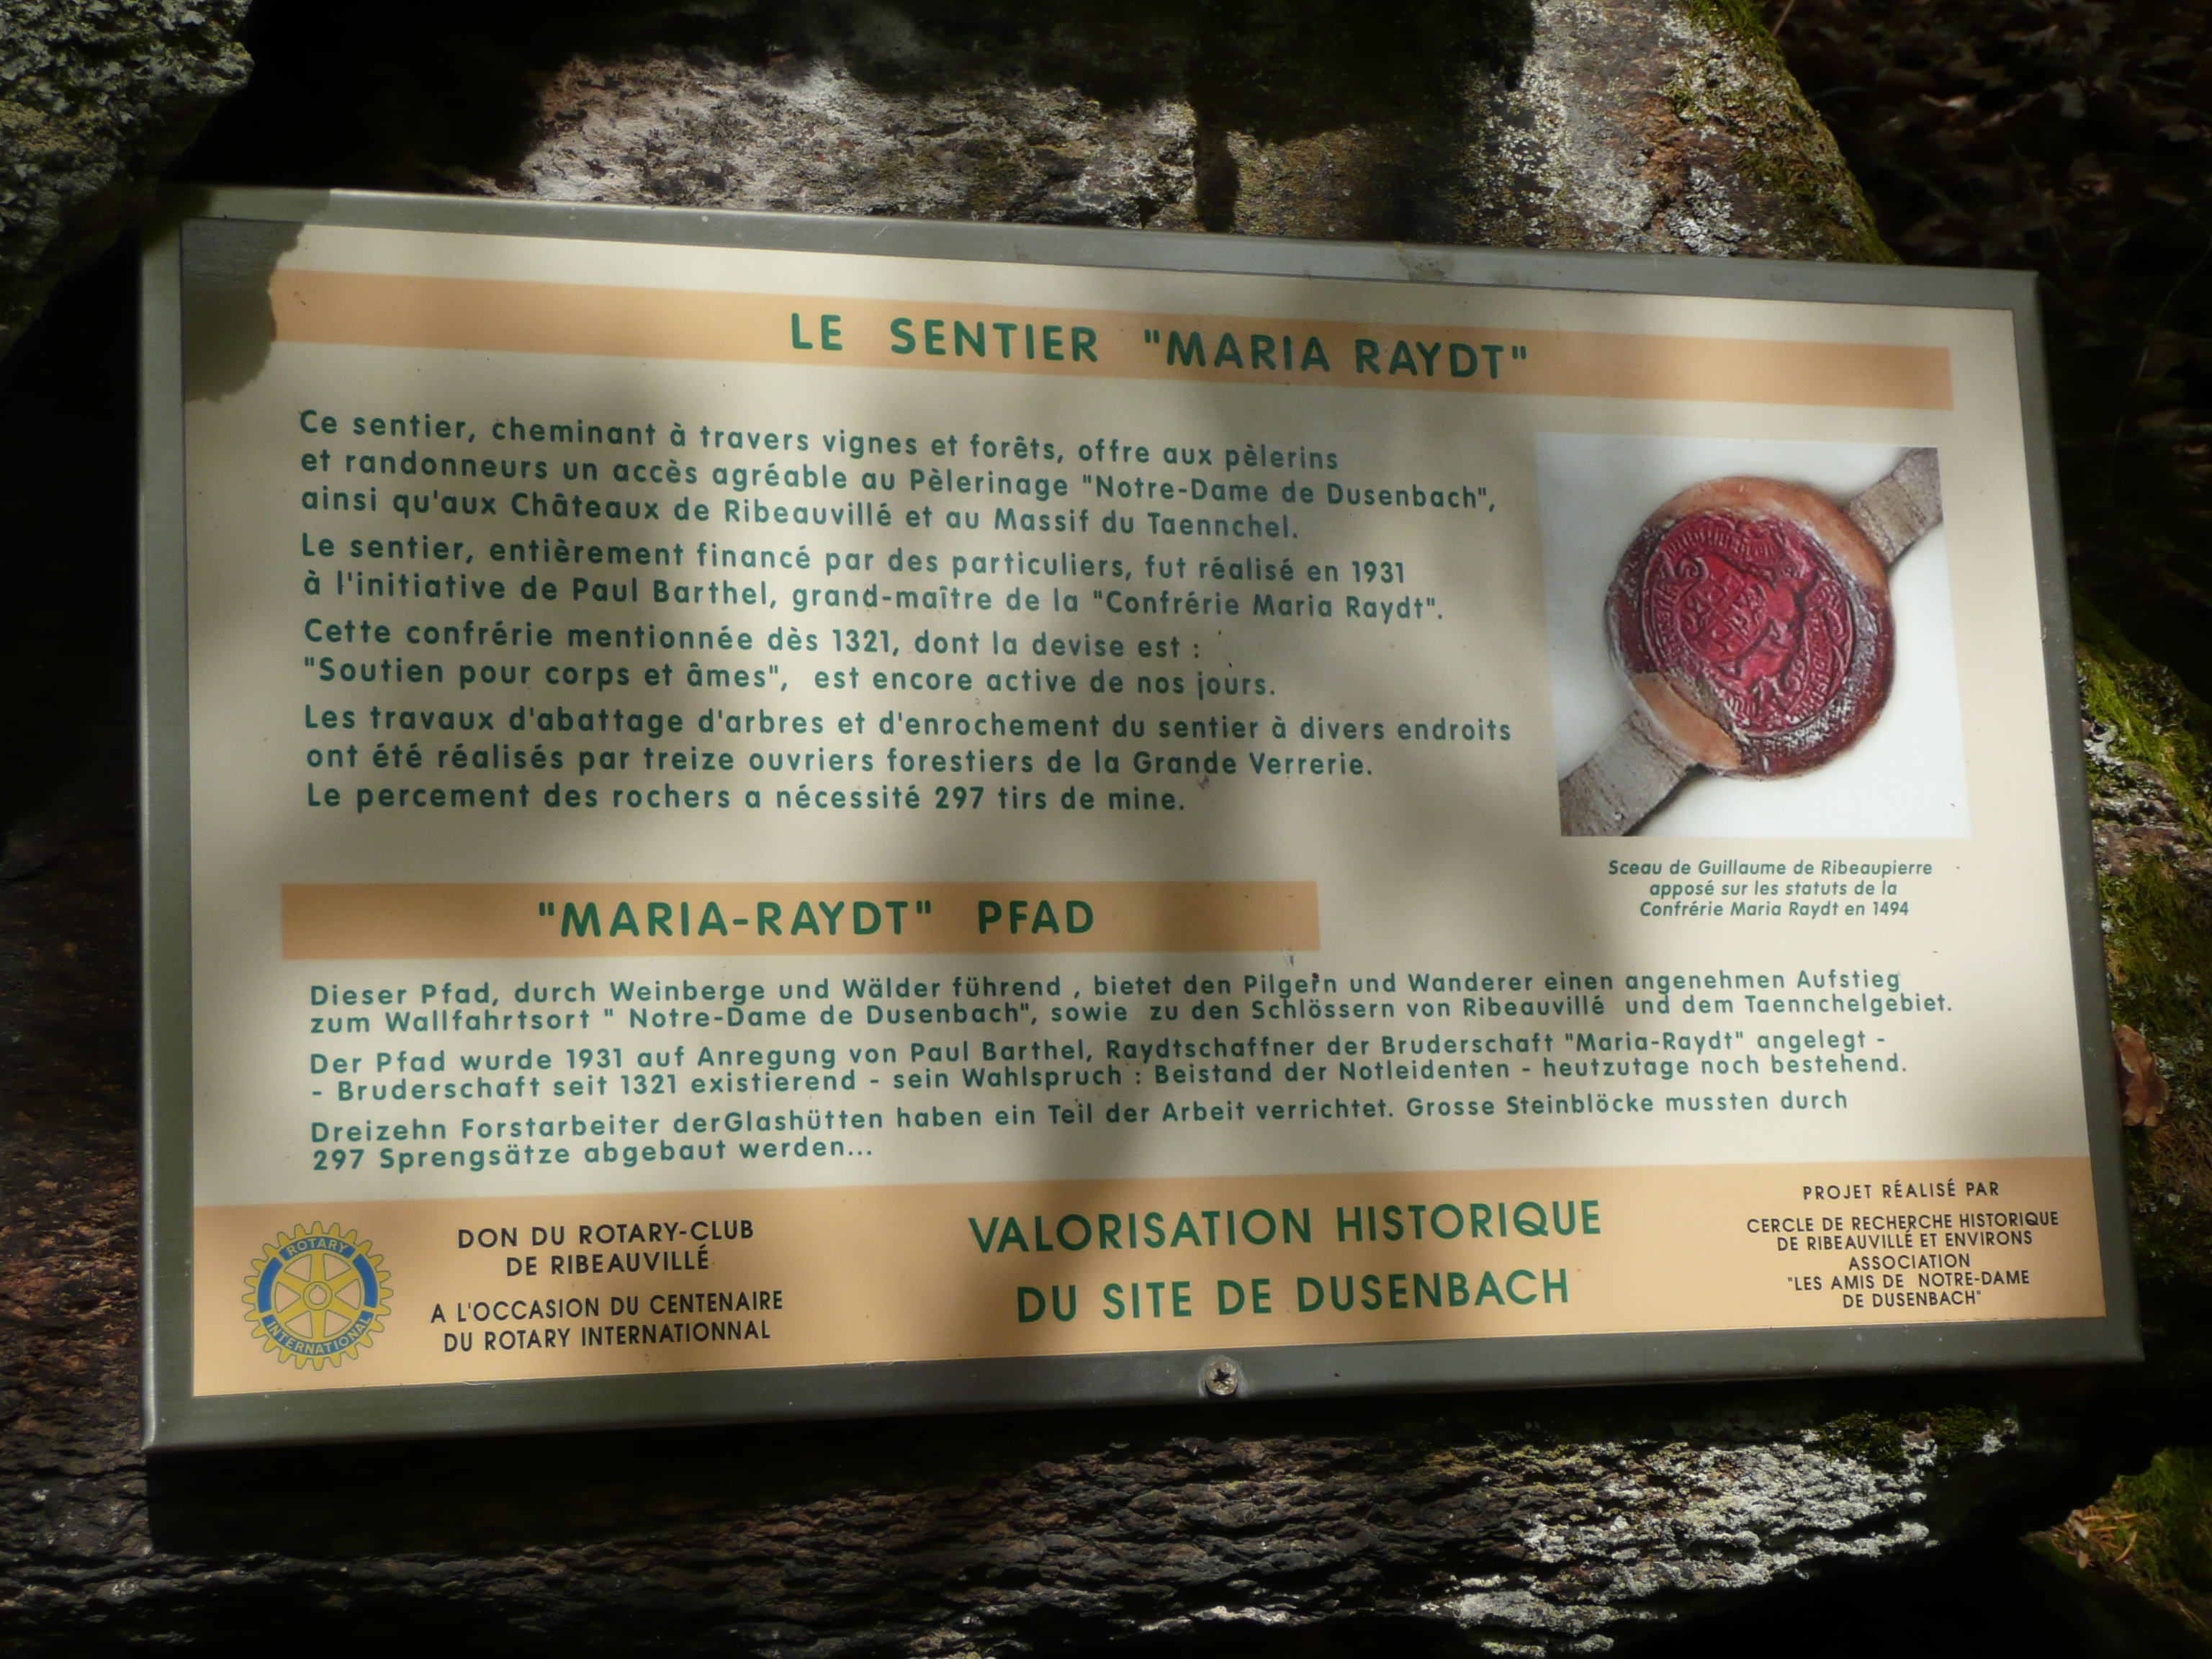 LE SENTIER "MARIA RAYDT"
Ce sentier, cheminant à travers vignes et forêts, offre aux pèlerins
et randonneurs un accès agréable au Pèlerinage "Notre-Dame de Dusenbach",
ainsi qu'aux Châteaux de Ribeauvillé et au Massif du Taennchel.
Le sentier, entièrement financé par des particuliers, fut réalisé en 1931
à l'initiative de Paul Barthel, grand-maître de la "Confrérie Maria Raydt".
Cette confrérie mentionnée dès 1321, dont la devise est :
"Soutien pour corps et âmes", est encore active de nos jours.
Les travaux d'abattage d'arbres et d'enrochement du sentier à divers endroits
ont été réalisés par treize ouvriers forestiers de la Grande Verrerie.
Le percement des rochers a nécessité 297 tirs de mine.
Sceau de Guillaume de Ribeaupierre
apposé sur les statuts de la
Confrérie Maria Raydt en 1494
"MARIA-RAYDT" PFAD
Dieser Pfad, durch Weinberge und Wälder führend , bietet den Pilgern und Wanderer einen angenehmen Aufstieg
zum Wallfahrtsort " Notre-Dame de Dusenbach", sowie zu den Schlössern von Ribeauvillé und dem Taennchelgebiet.
Der Pfad wurde 1931 auf Anregung von Paul Barthel, Raydtschaffner der Bruderschaft "Maria-Raydt" angelegt -
- Bruderschaft seit 1321 existierend - sein Wahlspruch : Beistand der Notleidenten - heutzutage noch bestehend.
Dreizehn Forstarbeiter derGlashütten haben ein Teil der Arbeit verrichtet. Grosse Steinblöcke mussten durch
297 Sprengsätze abgebaut werden...
ROTARY
INTERNATIONAL
DON DU ROTARY-CLUB
DE RIBEAUVILLÉ
A L'OCCASION DU CENTENAIRE
DU ROTARY INTERNATIONNAL
VALORISATION HISTORIQUE
DU SITE DE DUSENBACH
PROJET RÉALISÉ PAR
CERCLE DE RECHERCHE HISTORIQUE
DE RIBEAUVILLÉ ET ENVIRONS
ASSOCIATION
"LES AMIS DE NOTRE-DAME
DE DUSENBACH"